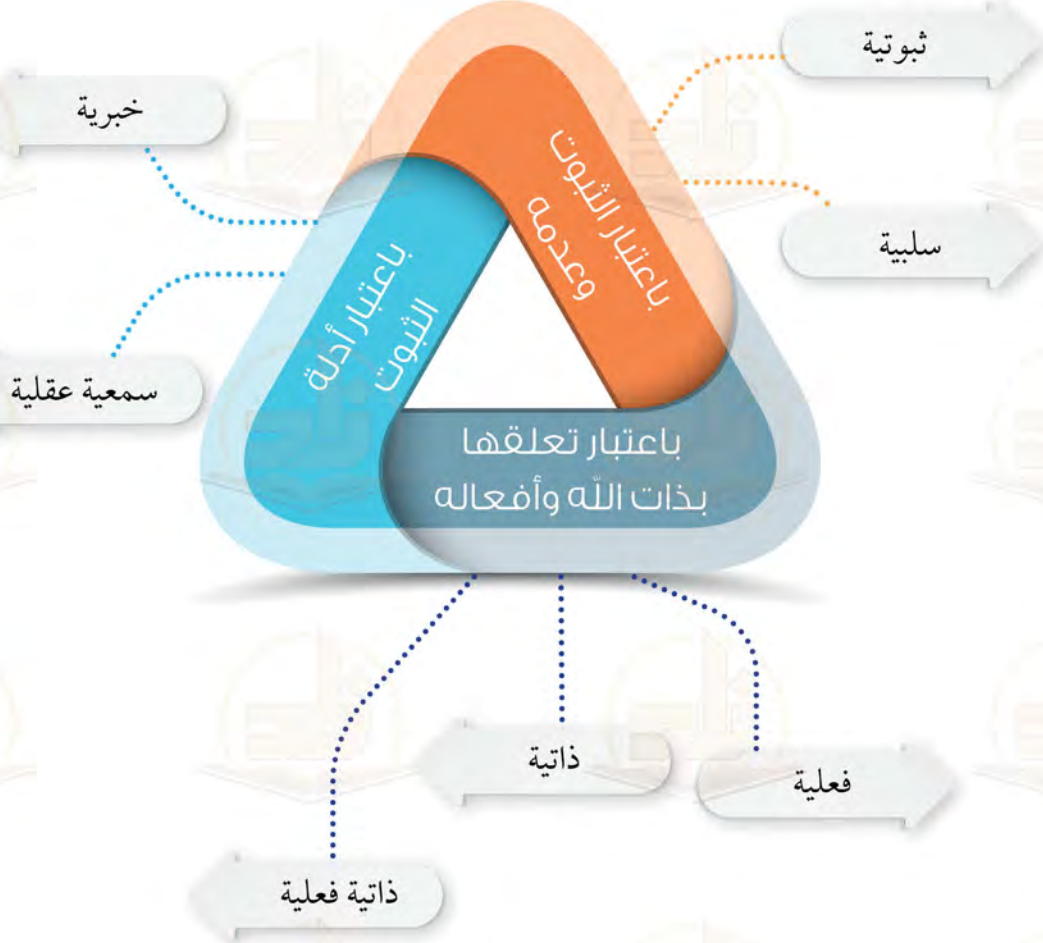 ثبوتية
خبرية
باعتبار الثبوت
وعدمه
سلبية
باعتبار أدلة
الثبوت
سمعية عقلية
باعتبار تعلقها
بذات الله وأفعاله
ذاتية
فعلية
ذاتية فعلية